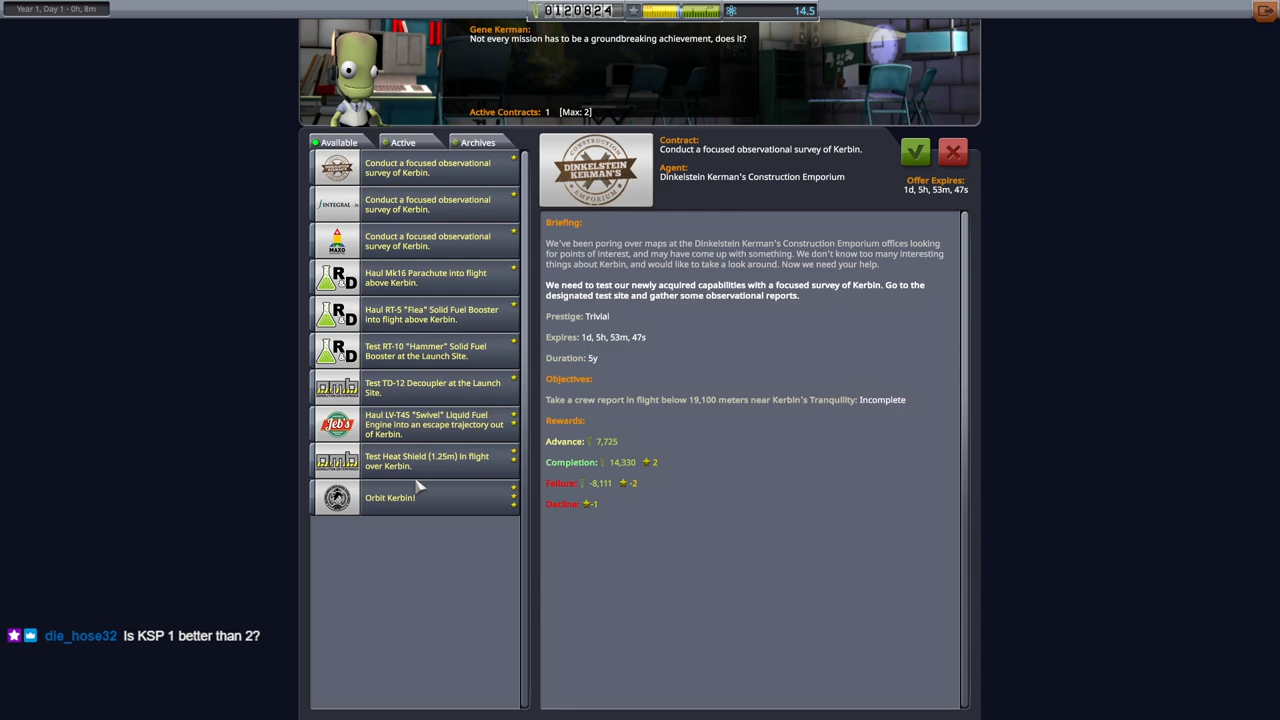 Year 1, Day 1 - 0h, 8m
0120824
14.5
Gene Kerman:
Not every mission has to be a groundbreaking achievement, does it?
Active Contracts: 1 [Max: 2]
Available
Active
Archives
Conduct a focused observational
survey of Kerbin.
INTEGRAL
Conduct a focused observational
survey of Kerbin.
MAXO
Conduct a focused observational
survey of Kerbin.
R&D
Haul Mk16 Parachute into flight
above Kerbin.
R&D
Haul RT-5 "Flea" Solid Fuel Booster
into flight above Kerbin.
R&D
Test RT-10 "Hammer" Solid Fuel
Booster at the Launch Site.
Test TD-12 Decoupler at the Launch
Site.
Jeb's
Haul LV-T45 "Swivel" Liquid Fuel
Engine into an escape trajectory out
of Kerbin.
Test Heat Shield (1.25m) in flight
over Kerbin.
Orbit Kerbin!
CONSTRUCTION
DINKELSTEIN
KERMAN'S
EMPORIUM
Contract:
Conduct a focused observational survey of Kerbin.
Agent:
Dinkelstein Kerman's Construction Emporium
Offer Expires:
1d, 5h, 53m, 47s
Briefing:
We've been poring over maps at the Dinkelstein Kerman's Construction Emporium offices looking
for points of interest, and may have come up with something. We don't know too many interesting
things about Kerbin, and would like to take a look around. Now we need your help.
We need to test our newly acquired capabilities with a focused survey of Kerbin. Go to the
designated test site and gather some observational reports.
Prestige: Trivial
Expires: 1d, 5h, 53m, 47s
Duration: 5y
Objectives:
Take a crew report in flight below 19,100 meters near Kerbin's Tranquility: Incomplete
Rewards:
Advance: 7,725
Completion: 14,330 2
Failure: -8,111 -2
Decline: -1
die_hose32 Is KSP 1 better than 2?